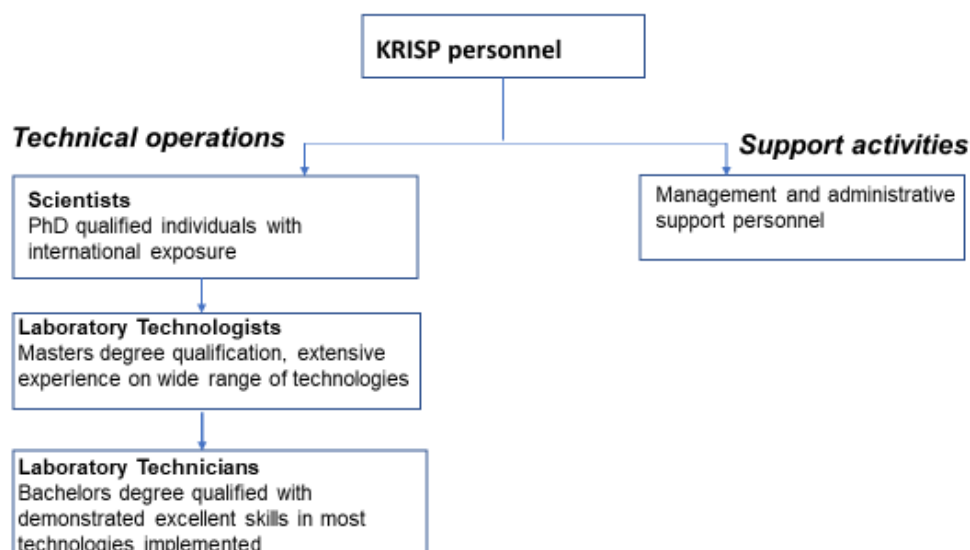 KRISP personnel
Technical operations
Support activities
Scientists
PhD qualified individuals with
international exposure
Management and administrative
support personnel
Laboratory Technologists
Masters degree qualification, extensive
experience on wide range of technologies
Laboratory Technicians
Bachelors degree qualified with
demonstrated excellent skills in most
technologies implemented